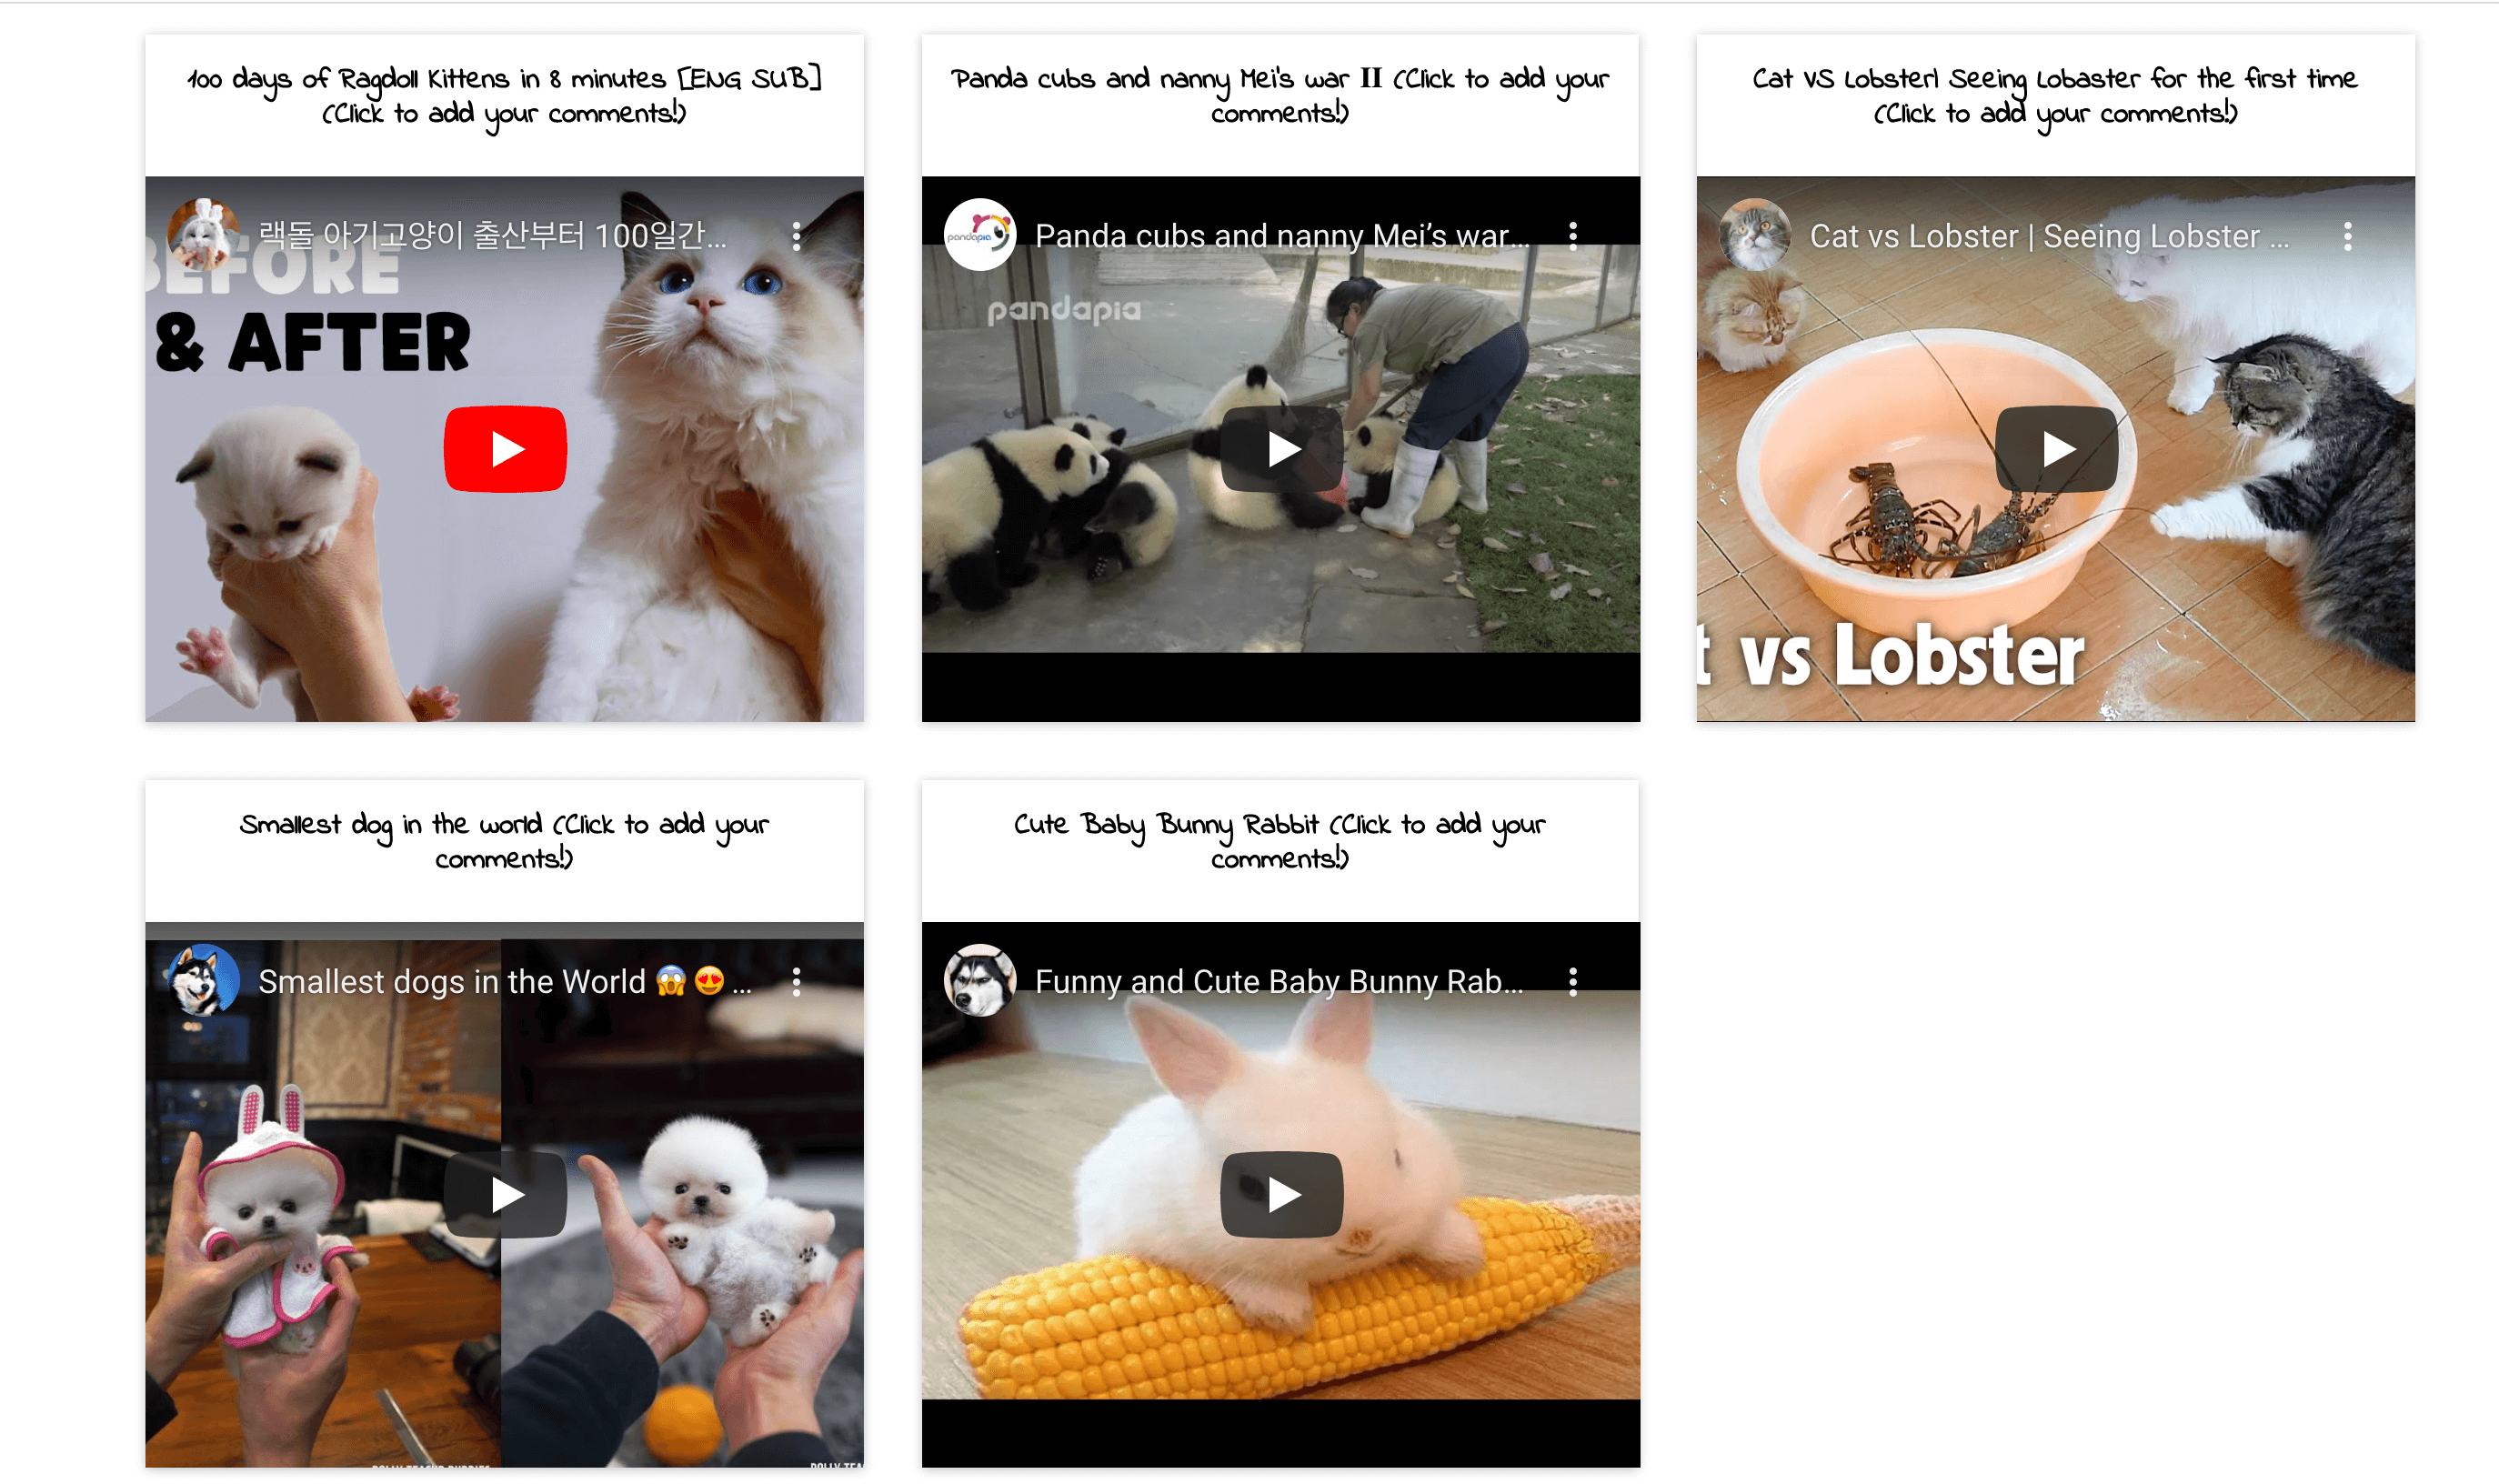 100 days of Ragdoll Kittens in 8 minutes [ENG SUB]
(Click to add your comments!)
랙돌 아기고양이 출산부터 100일간...
BEFORE
& AFTER
Panda cubs and nanny Mei's war II (Click to add your
comments!)
pandapia
Panda cubs and nanny Mei’s war...
pandapia
Cat VS Lobster| Seeing Lobaster for the first time
(Click to add your comments!)
Cat vs Lobster | Seeing Lobster ...
t vs Lobster
Smallest dog in the world (Click to add your
comments!)
Smallest dogs in the World 😱😍...
Cute Baby Bunny Rabbit (Click to add your
comments!)
Funny and Cute Baby Bunny Rab...